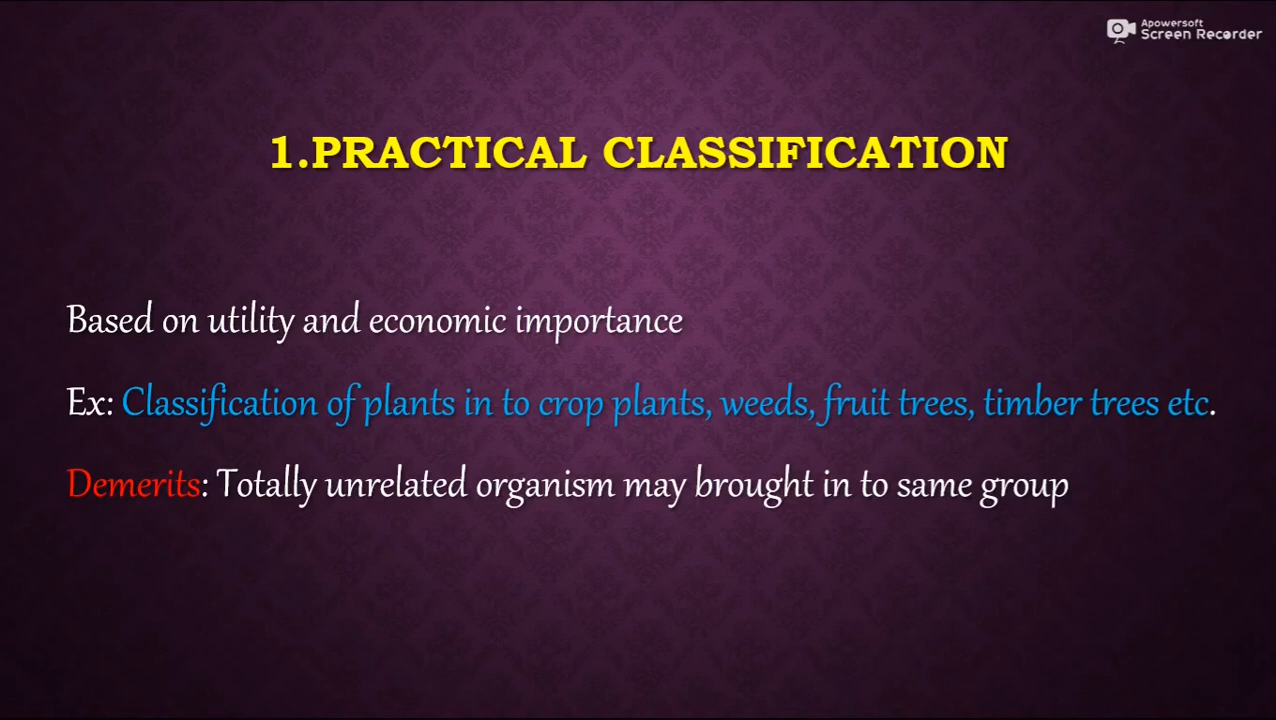 Apowersoft
Screen Recorder
1.PRACTICAL CLASSIFICATION
Based on utility and economic importance
Ex: Classification of plants in to crop plants, weeds, fruit trees, timber trees etc.
Demerits: Totally unrelated organism may brought in to same group